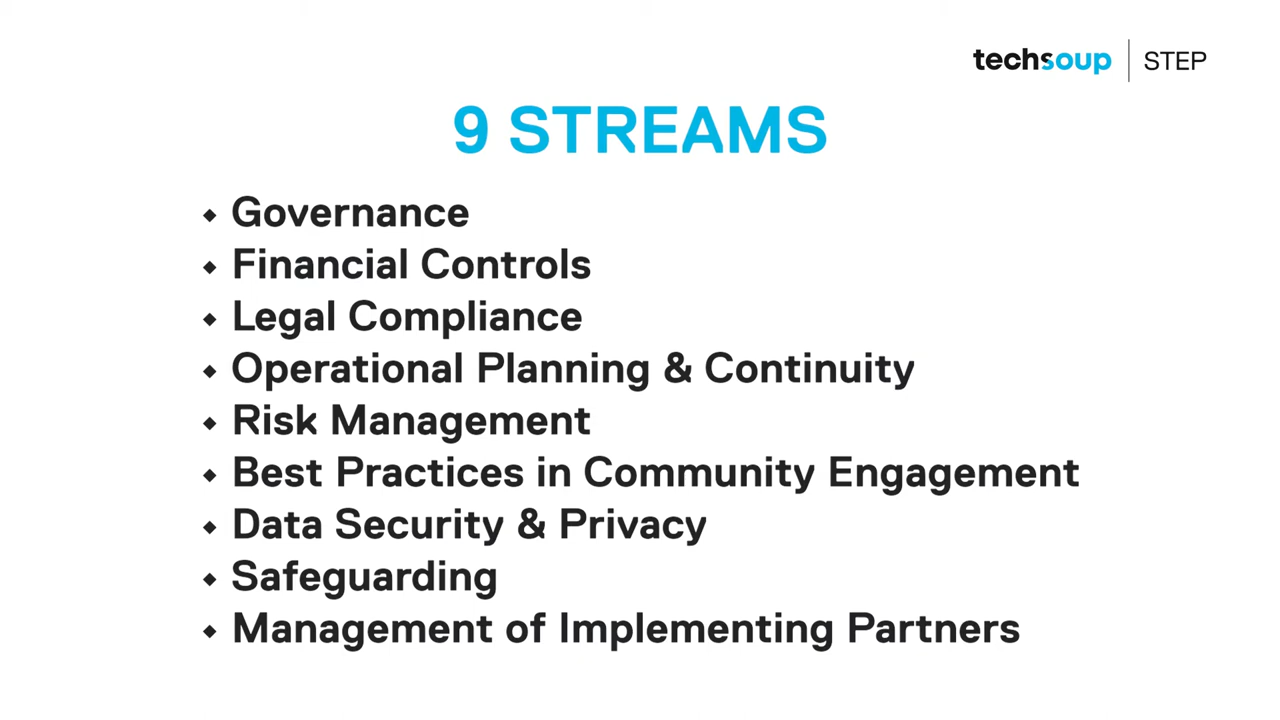 techsoup | STEP
9 STREAMS
Governance
Financial Controls
Legal Compliance
Operational Planning & Continuity
Risk Management
Best Practices in Community Engagement
Data Security & Privacy
Safeguarding
Management of Implementing Partners